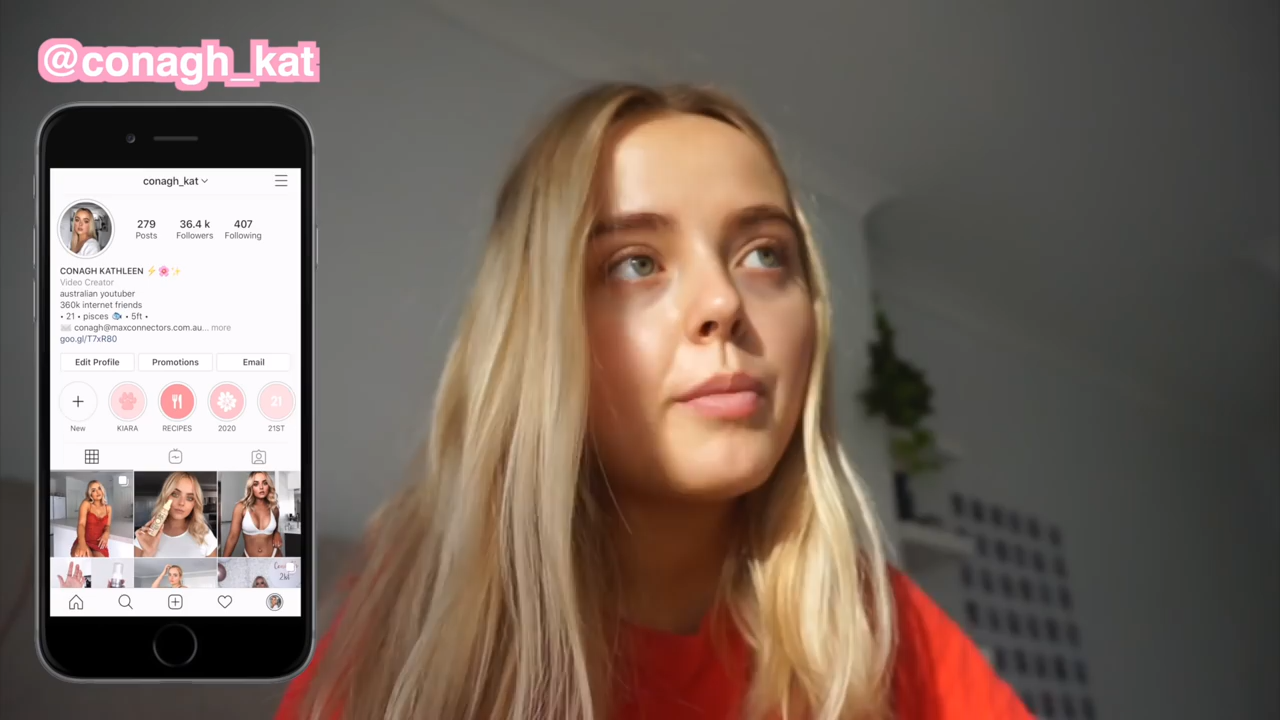 @conagh_kat
conagh_kat
279
Posts
36.4 k
Followers
407
Following
CONAGH KATHLEEN ⚡🌸✨
Video Creator
australian youtuber
360k internet friends
• 21 • pisces 🐟 • 5ft •
✉️ conagh@maxconnectors.com.au... more
goo.gl/T7xR80
Edit Profile
Promotions
Email
21
New
KIARA
RECIPES
2020
21ST